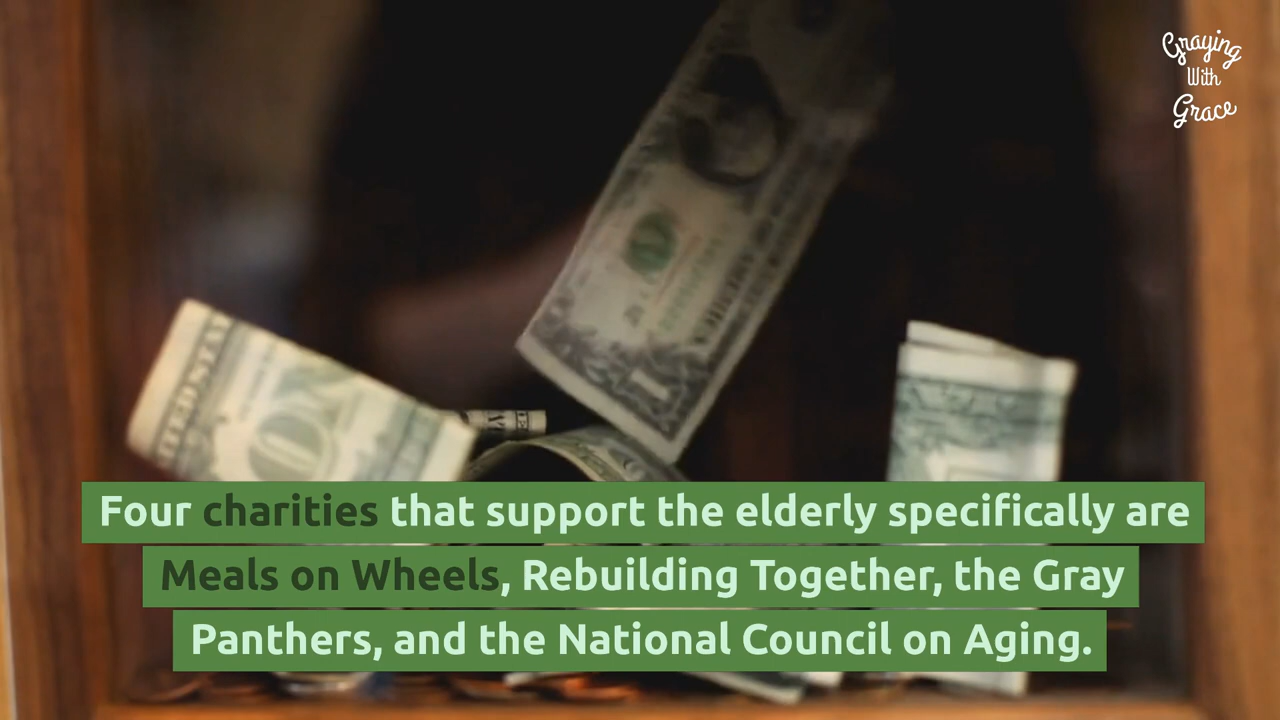 Graying
With
Grace
Four charities that support the elderly specifically are
Meals on Wheels, Rebuilding Together, the Gray
Panthers, and the National Council on Aging.